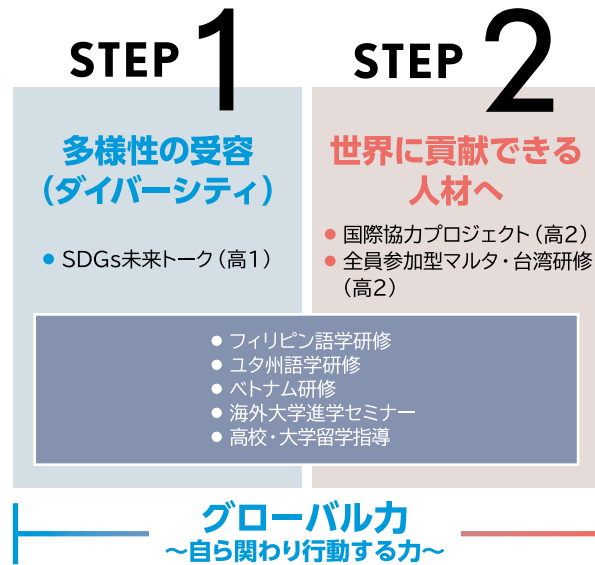 STEP 1
多様性の受容
（ダイバーシティ）
● SDGs未来トーク（高1）
STEP 2
世界に貢献できる
人材へ
● 国際協力プロジェクト（高2）
● 全員参加型マルタ・台湾研修
（高2）
● フィリピン語学研修
● ユタ州語学研修
● ベトナム研修
● 海外大学進学セミナー
● 高校・大学留学指導
グローバル力
～自ら関わり行動する力～